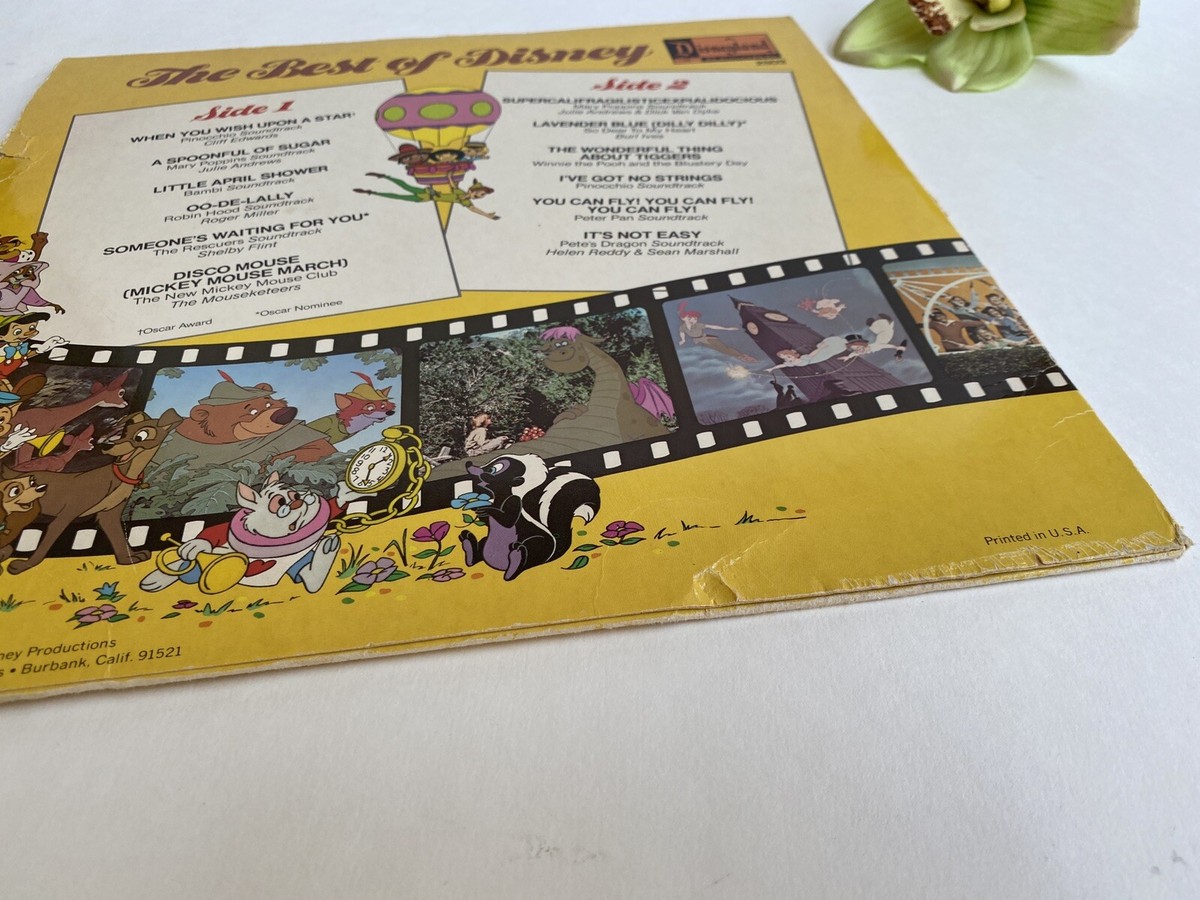 The Best of Disney
Disneyland
Side 1
WHEN YOU WISH UPON A STAR†
Pinocchio Soundtrack
Cliff Edwards
A SPOONFUL OF SUGAR
Mary Poppins Soundtrack
Julie Andrews
LITTLE APRIL SHOWER
Bambi Soundtrack
OO-DE-LALLY
Robin Hood Soundtrack
Roger Miller
SOMEONE'S WAITING FOR YOU*
The Rescuers Soundtrack
Shelby Flint
DISCO MOUSE
(MICKEY MOUSE MARCH)
The New Mickey Mouse Club
The Mouseketeers
†Oscar Award
*Oscar Nominee
Side 2
SUPERCALIFRAGILISTICEXPIALIDOCIOUS
Mary Poppins Soundtrack
Julie Andrews & Dick Van Dyke
LAVENDER BLUE (DILLY DILLY)*
So Dear To My Heart
Burl Ives
THE WONDERFUL THING
ABOUT TIGGERS
Winnie the Pooh and the Blustery Day
I'VE GOT NO STRINGS
Pinocchio Soundtrack
YOU CAN FLY! YOU CAN FLY!
YOU CAN FLY!
Peter Pan Soundtrack
IT'S NOT EASY
Pete's Dragon Soundtrack
Helen Reddy & Sean Marshall
Printed in U.S.A.
ney Productions
s • Burbank, Calif. 91521